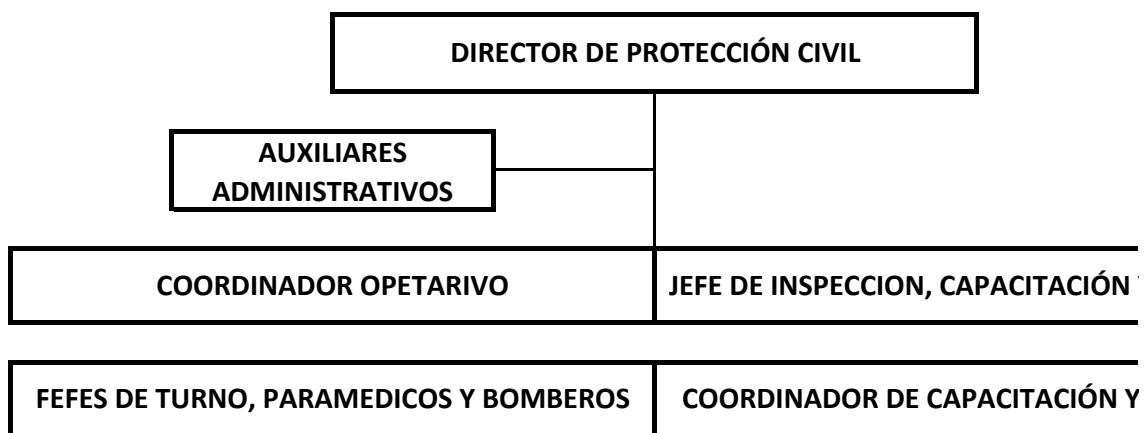 DIRECTOR DE PROTECCIÓN CIVIL
AUXILIARES
ADMINISTRATIVOS
COORDINADOR OPETARIVO
JEFE DE INSPECCION, CAPACITACIÓN
FEFES DE TURNO, PARAMEDICOS Y BOMBEROS
COORDINADOR DE CAPACITACIÓN Y